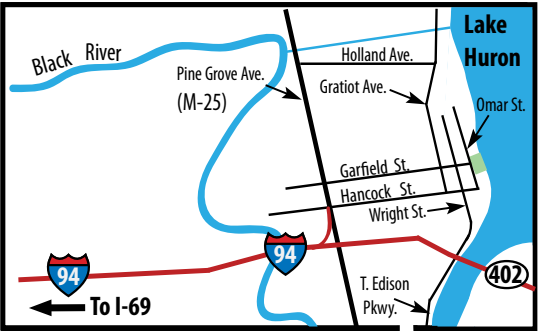 Lake
Huron
Black River
Holland Ave.
Pine Grove Ave.
(M-25)
Gratiot Ave.
Omar St.
Garfield St.
Hancock St.
Wright St.
94
94
402
T. Edison
Pkwy.
To I-69